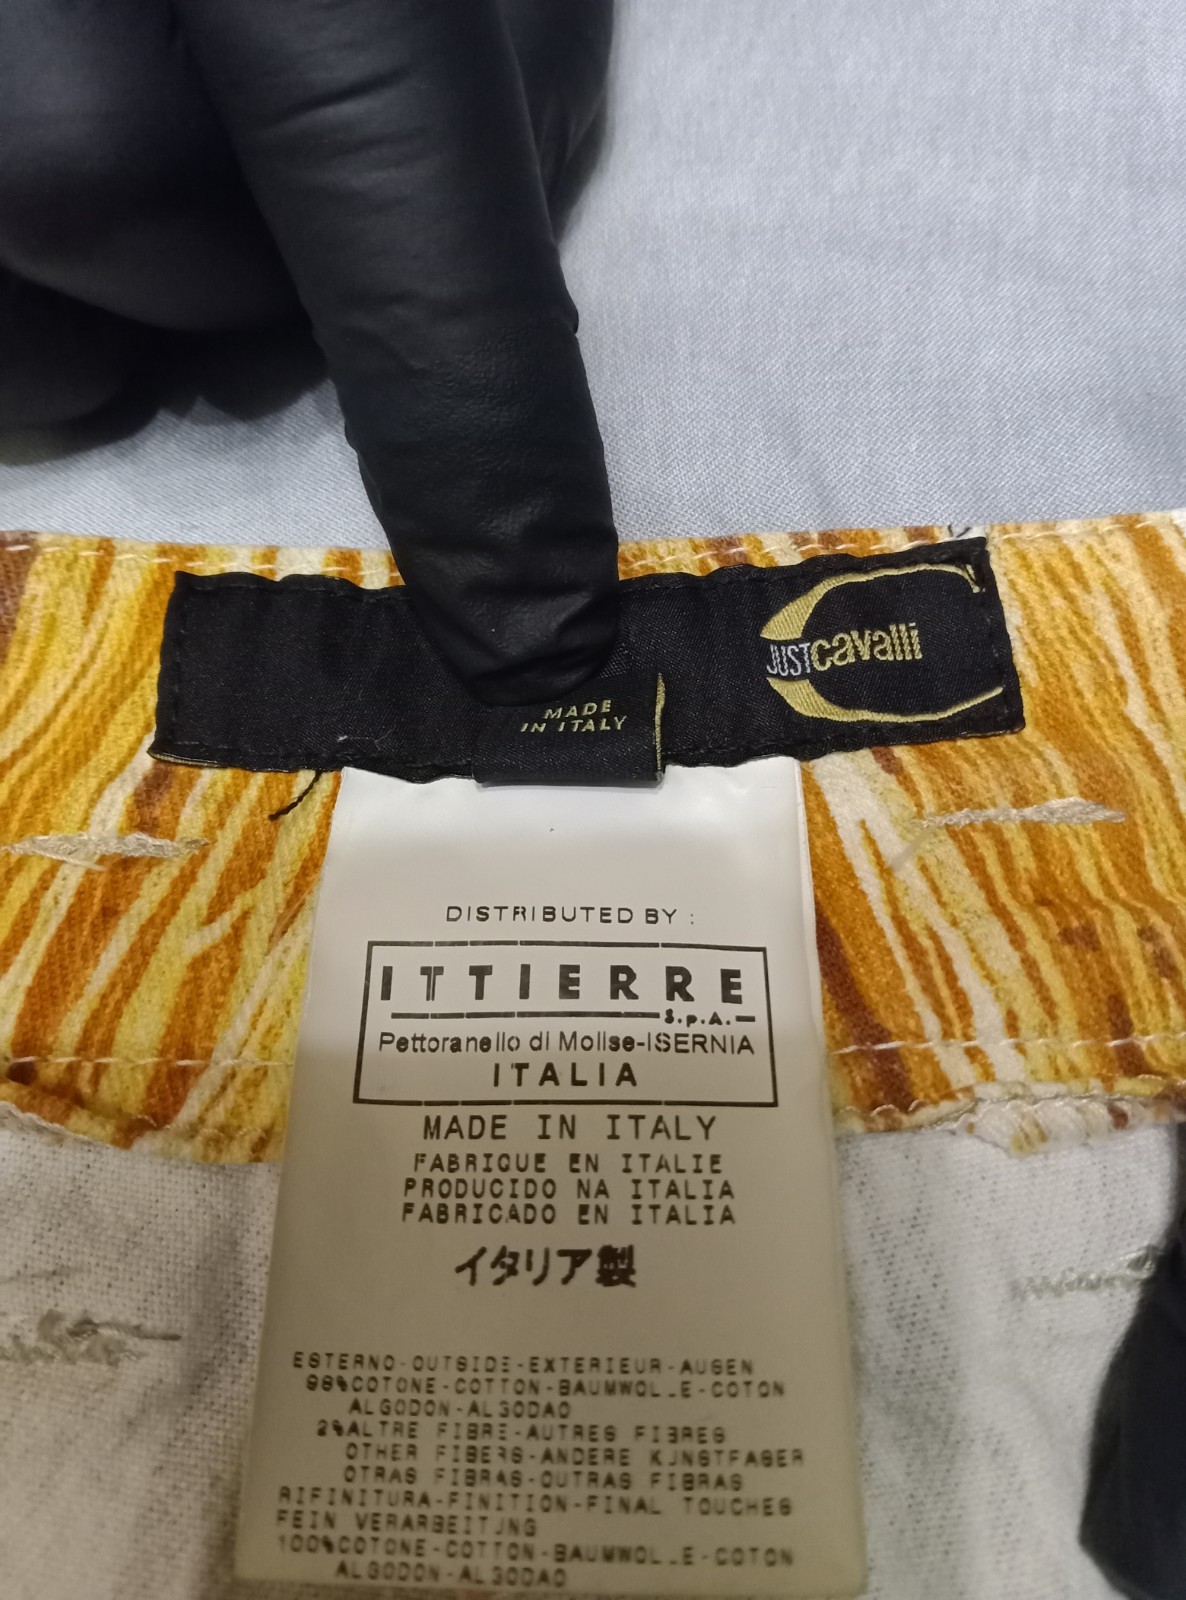 JUSTcavalli
MADE
IN ITALY
DISTRIBUTED BY :
ITTIERRE
S.p.A.
Pettoranello di Molise-ISERNIA
ITALIA
MADE IN ITALY
FABRIQUE EN ITALIE
PRODUCIDO NA ITALIA
FABRICADO EN ITALIA
イタリア製
ESTERNO-OUTSIDE-EXTERIEUR-AUSEN
98%COTONE-COTTON-BAUMWOLLE-COTON
ALGODON-ALGODAO
2%ALTRE FIBRE-AUTRES FIBRES
OTHER FIBERS-ANDERE KUNSTFASER
OTRAS FIBRAS-OUTRAS FIBRAS
RIFINITURA-FINITION-FINAL TOUCHES
FEIN VERARBEITUNG
100%COTONE-COTTON-BAUMWOLLE-COTON
ALGODON-ALGODAO